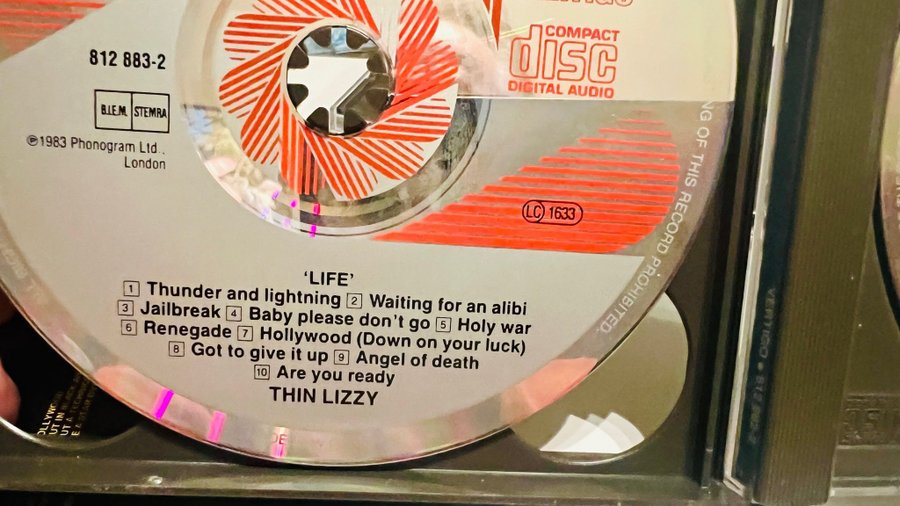 812 883-2
COMPACT
disc
DIGITAL AUDIO
B.I.E.M. STEMRA
℗1983 Phonogram Ltd.,
London
LC 1633
NG OF THIS RECORD PROHIBITED.
'LIFE'
1 Thunder and lightning 2 Waiting for an alibi
3 Jailbreak 4 Baby please don't go 5 Holy war
6 Renegade 7 Hollywood (Down on your luck)
8 Got to give it up 9 Angel of death
10 Are you ready
THIN LIZZY